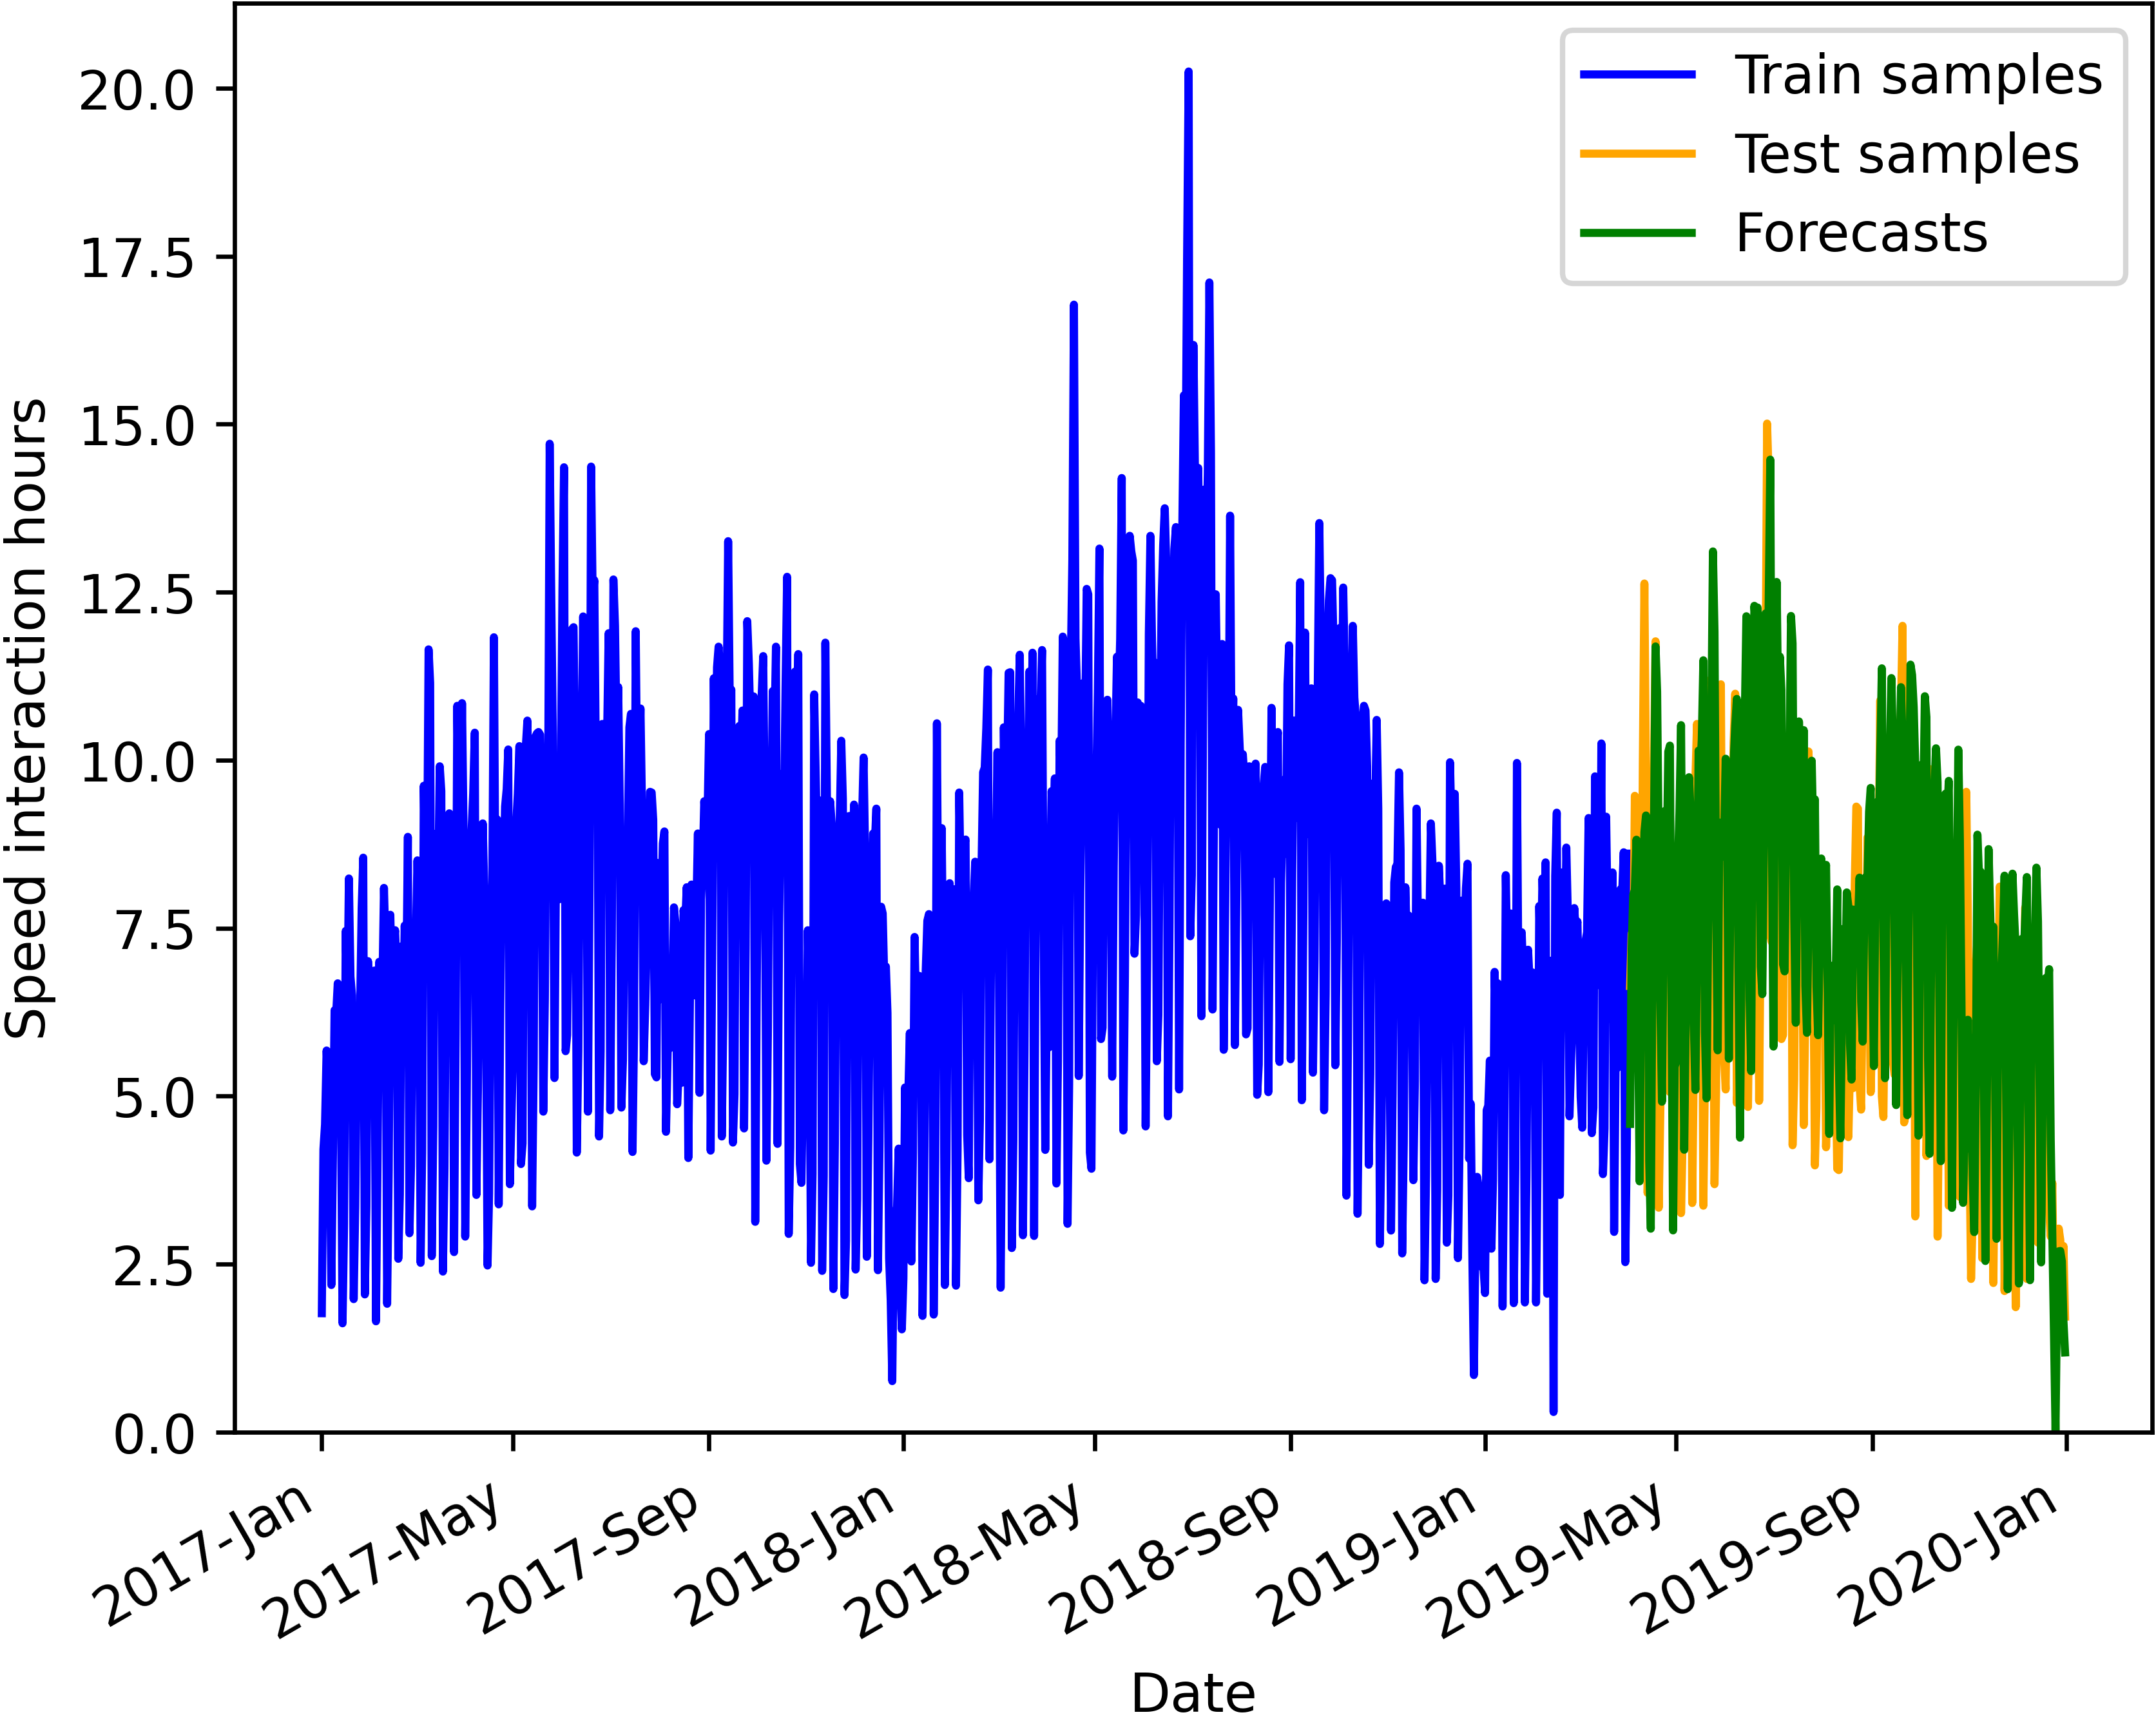 Train samples
Test samples
Forecasts
20.0
17.5
15.0
12.5
10.0
7.5
5.0
2.5
0.0
Speed interaction hours
2017-Jan
2017-May
2017-Sep
2018-Jan
2018-May
2018-Sep
2019-Jan
2019-May
2019-Sep
2020-Jan
Date